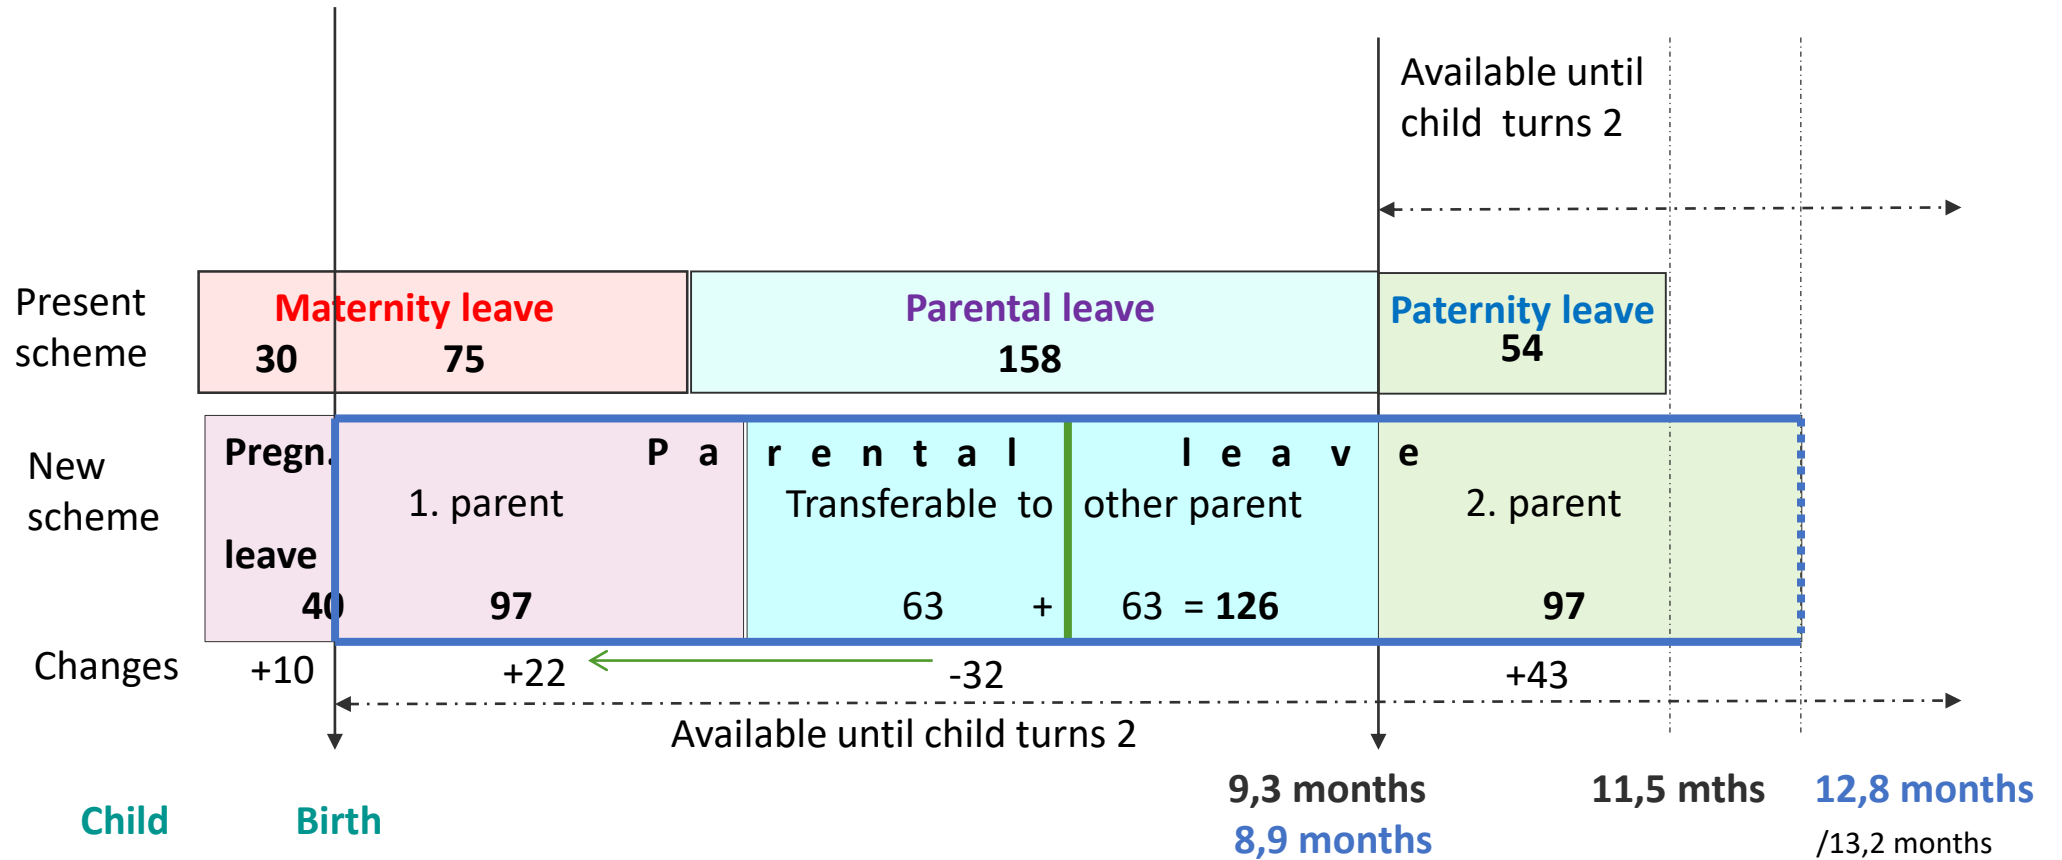 Available until
child turns 2
Present
scheme
Maternity leave
30 75
Parental leave
158
Paternity leave
54
New
scheme
Pregn.
leave
40
P a r e n t a l l e a v e
1. parent
97
Transferable to other parent
63 + 63 = 126
2. parent
97
Changes
+10 +22 -32 +43
Available until child turns 2
Child Birth
9,3 months
8,9 months
11,5 mths
12,8 months
/13,2 months